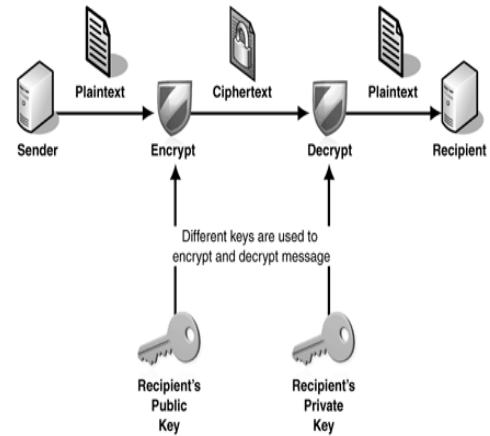 Plaintext
Ciphertext
Plaintext
Sender
Encrypt
Decrypt
Recipient
Different keys are used to
encrypt and decrypt message
Recipient's
Public
Key
Recipient's
Private
Key